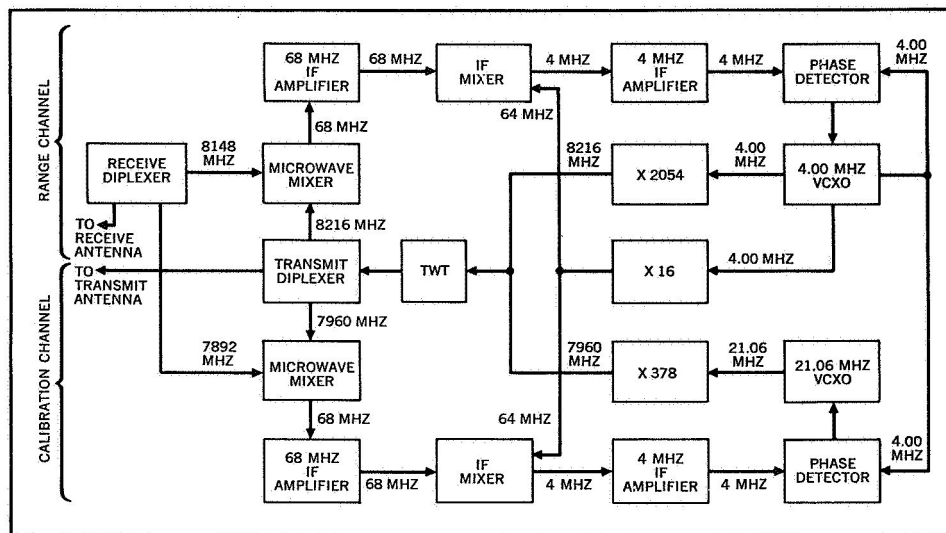 RANGE CHANNEL
CALIBRATION CHANNEL
68 MHZ
IF
AMPLIFIER
68 MHZ
IF
MIXER
4 MHZ
4 MHZ
IF
AMPLIFIER
4 MHZ
PHASE
DETECTOR
4.00
MHZ
68 MHZ
64 MHZ
RECEIVE
DIPLEXER
8148
MHZ
MICROWAVE
MIXER
8216
MHZ
X 2054
4.00
MHZ
4.00 MHZ
VCXO
TO
RECEIVE
ANTENNA
8216 MHZ
TO
TRANSMIT
ANTENNA
TRANSMIT
DIPLEXER
TWT
X 16
4.00 MHZ
7960 MHZ
7892
MHZ
MICROWAVE
MIXER
7960
MHZ
X 378
21.06
MHZ
21.06 MHZ
VCXO
68 MHZ
64 MHZ
68 MHZ
IF
AMPLIFIER
68 MHZ
IF
MIXER
4 MHZ
4 MHZ
IF
AMPLIFIER
4 MHZ
PHASE
DETECTOR
4.00
MHZ